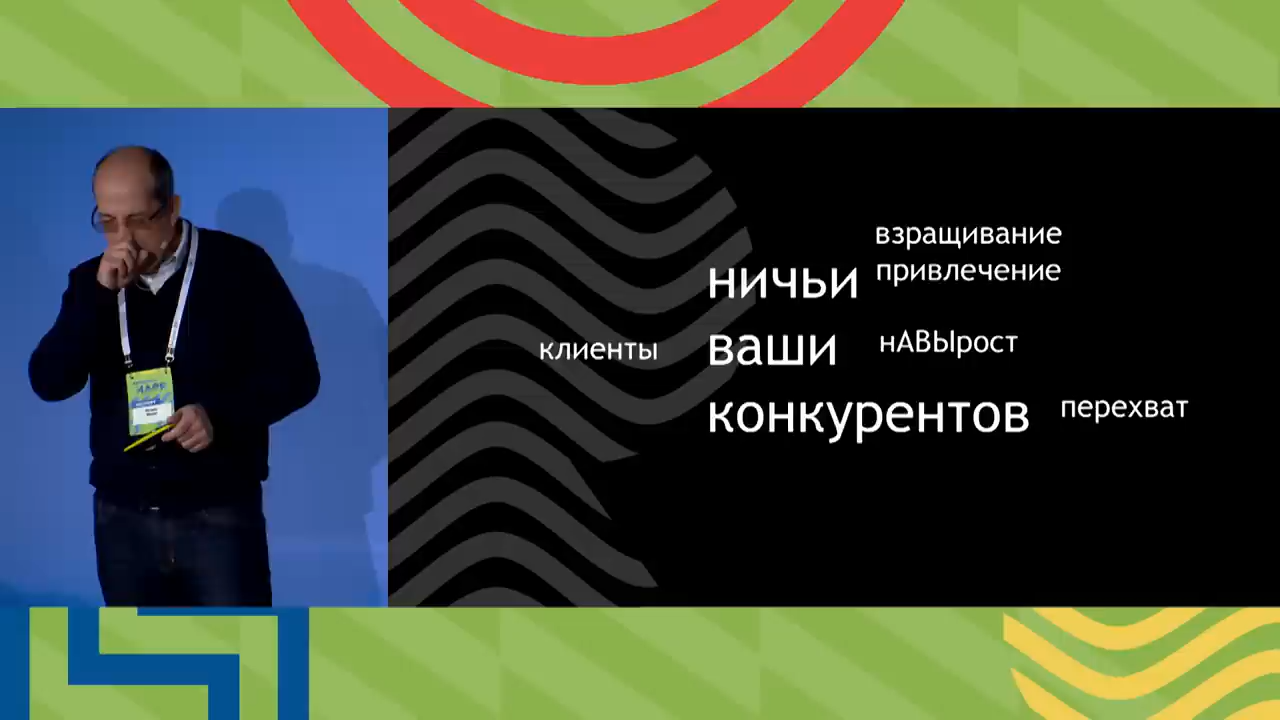 взращивание
привлечение
ничьи
клиенты
ваши
нАВЫрост
конкурентов
перехват